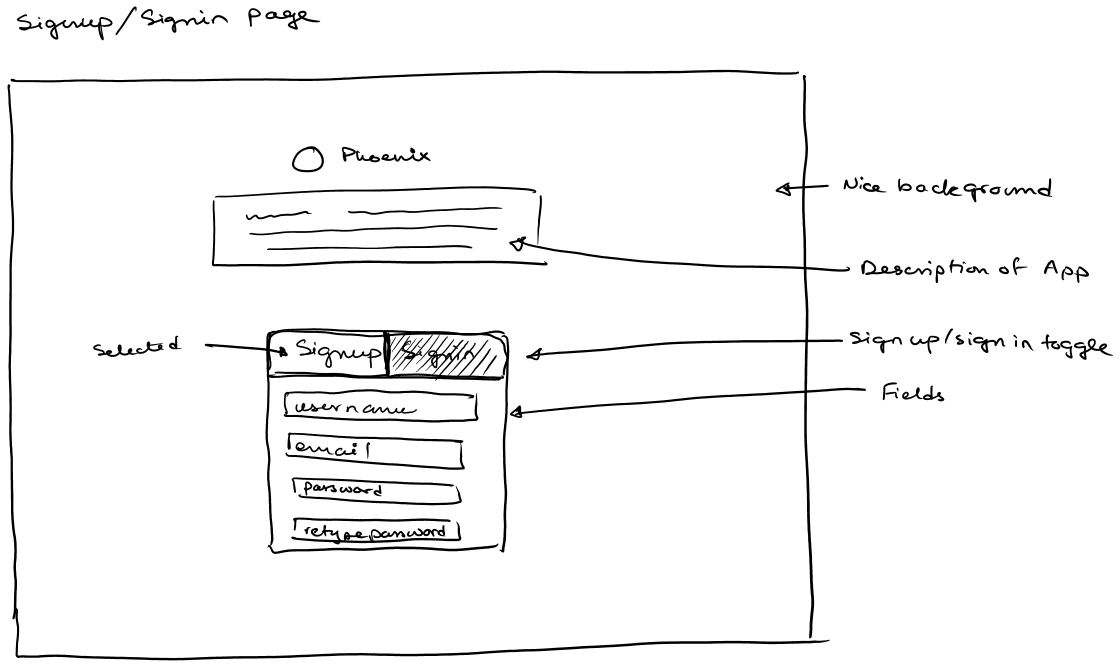 Signup/Signin Page
Phoenix
Nice background
Description of App
Selected
Signup
Signin
Sign up/sign in toggle
username
Fields
email
password
retype password